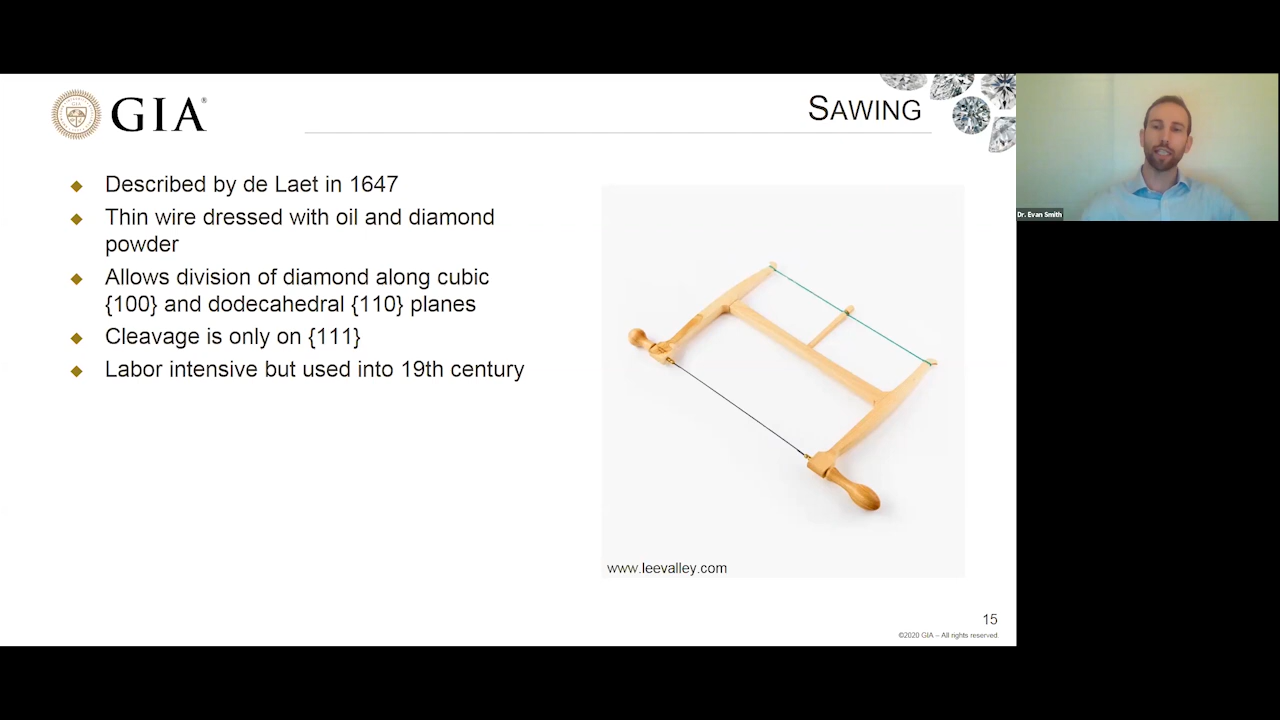 GIA®
SAWING
Described by de Laet in 1647
Thin wire dressed with oil and diamond
powder
Allows division of diamond along cubic
{100} and dodecahedral {110} planes
Cleavage is only on {111}
Labor intensive but used into 19th century
www.leevalley.com
15
©2020 GIA – All rights reserved
Dr. Evan Smith